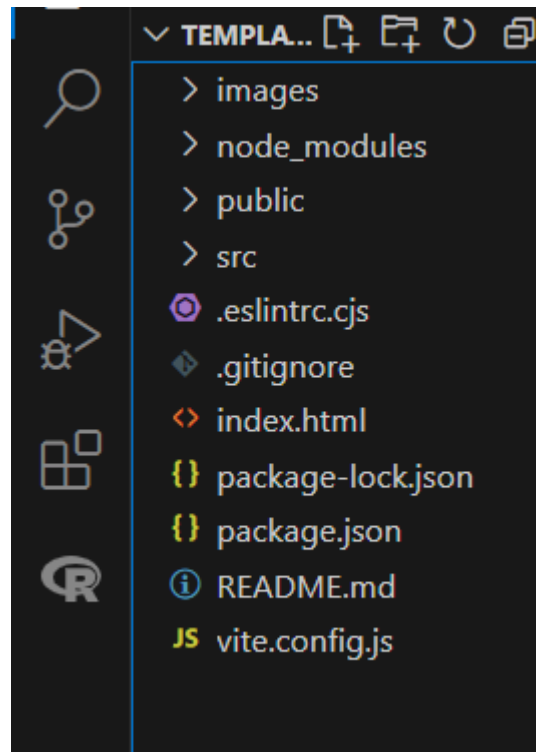 TEMPLA...
images
node_modules
public
src
.eslintrc.cjs
.gitignore
index.html
{} package-lock.json
{} package.json
README.md
JS vite.config.js
R